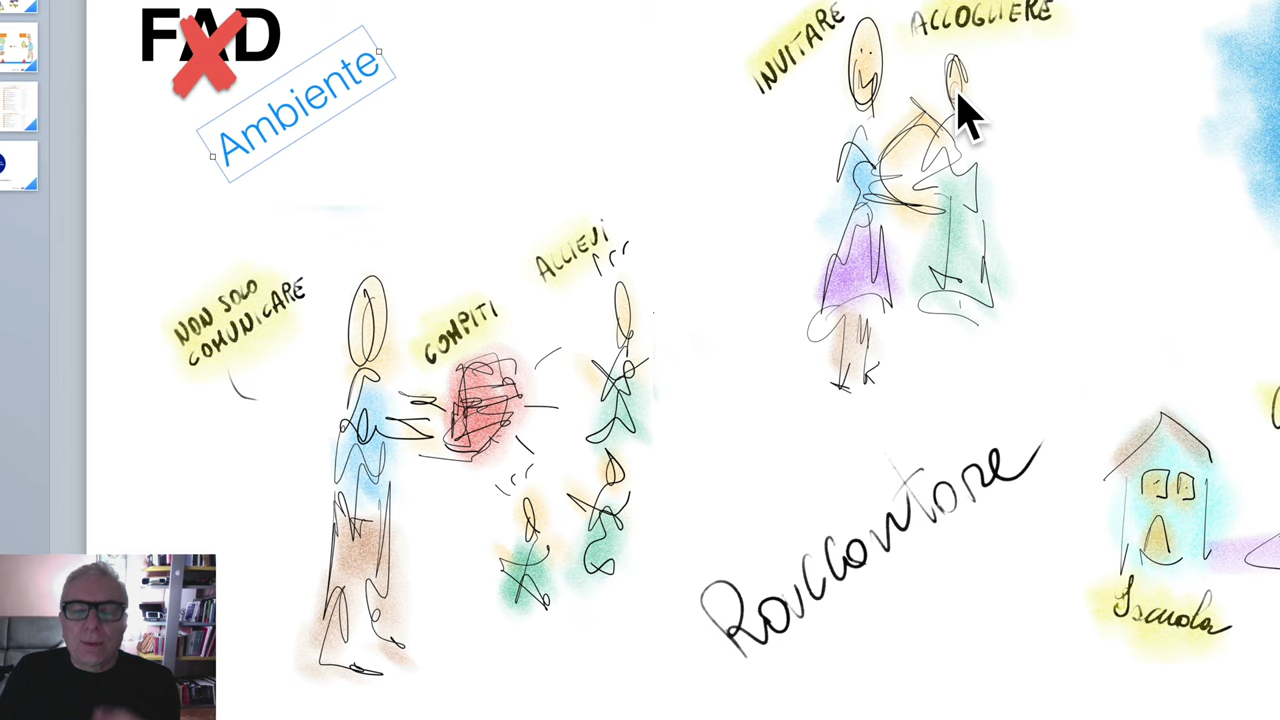 FAD
Ambiente
INVITARE
ACCOGLIERE
NON SOLO
COMUNICARE
COMPITI
ALLIEVI
Raccontare
Scuola